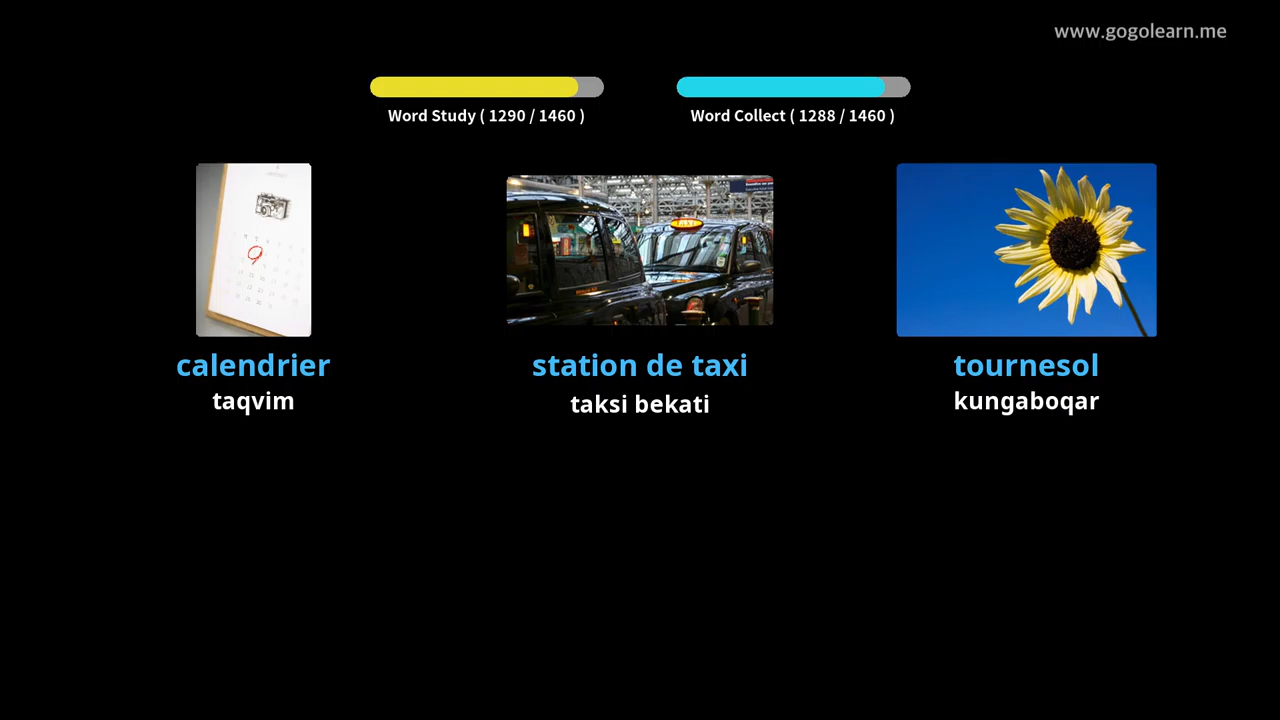 www.gogolearn.me
Word Study ( 1290 / 1460 )
Word Collect ( 1288 / 1460 )
TAXI
calendrier
station de taxi
tournesol
taqvim
taksi bekati
kungaboqar